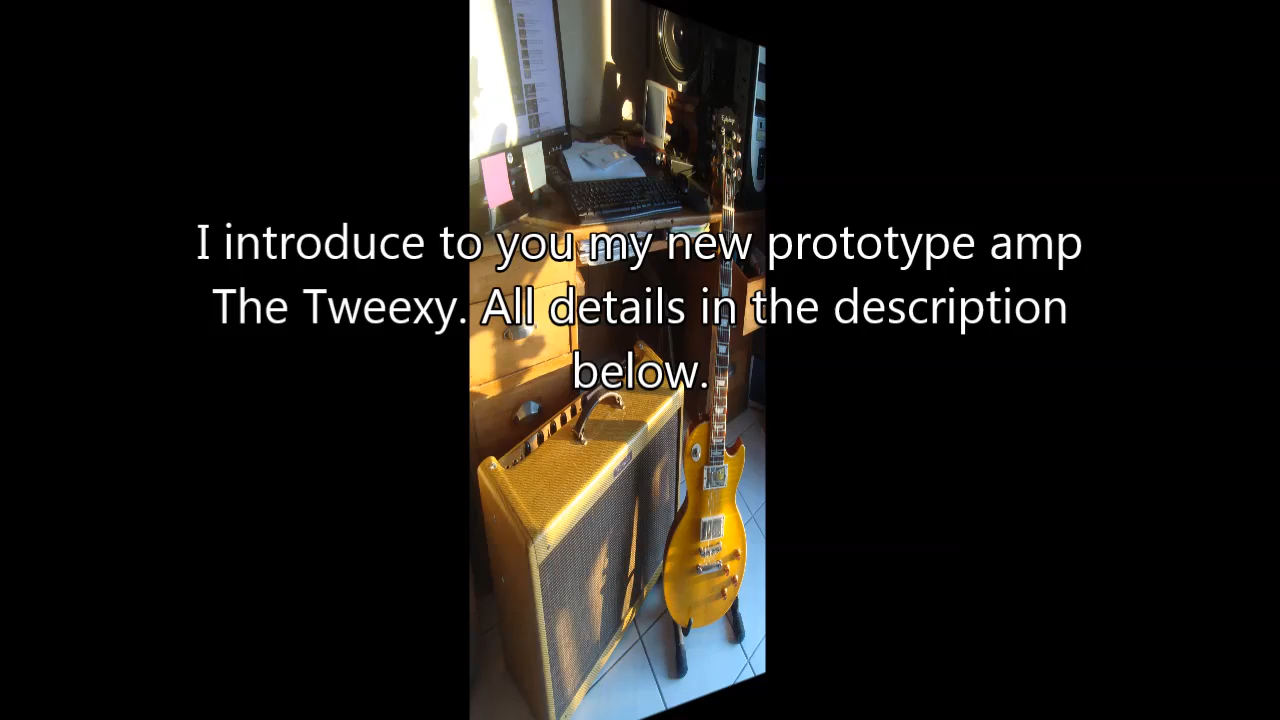 I introduce to you my new prototype amp
The Tweexy. All details in the description
below.